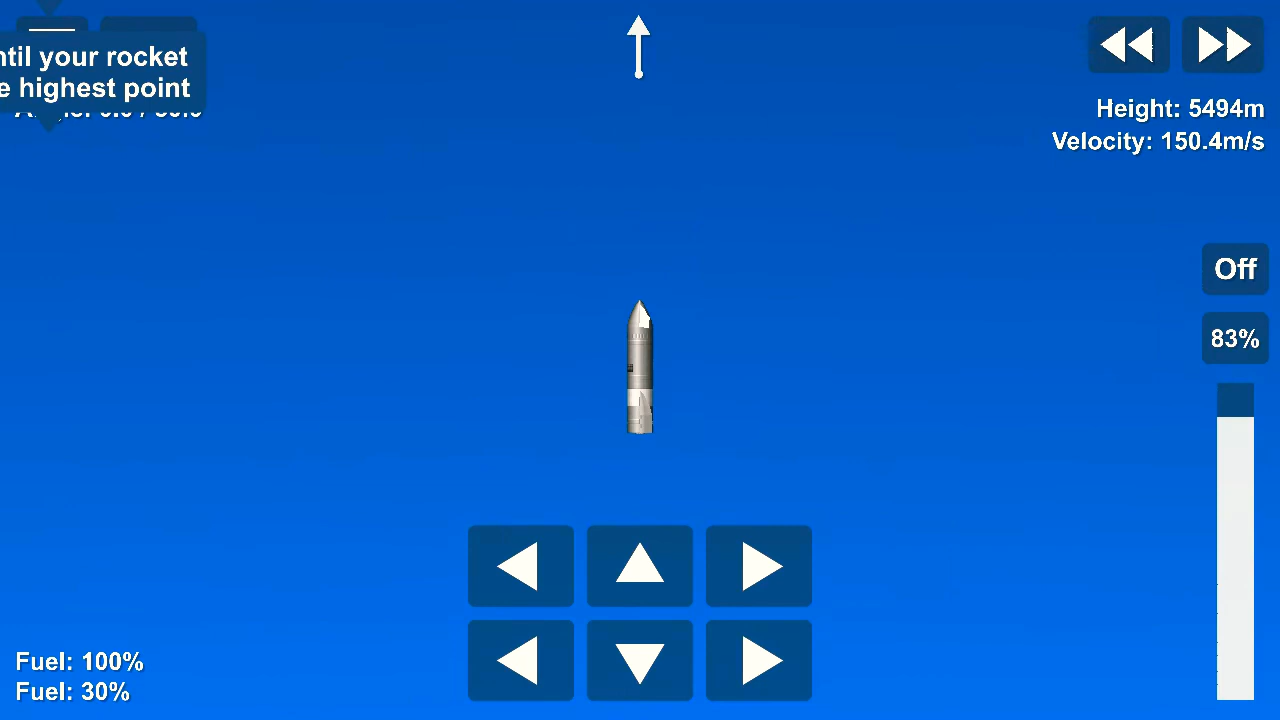 ntil your rocket
e highest point
Height: 5494m
Velocity: 150.4m/s
Off
83%
Fuel: 100%
Fuel: 30%